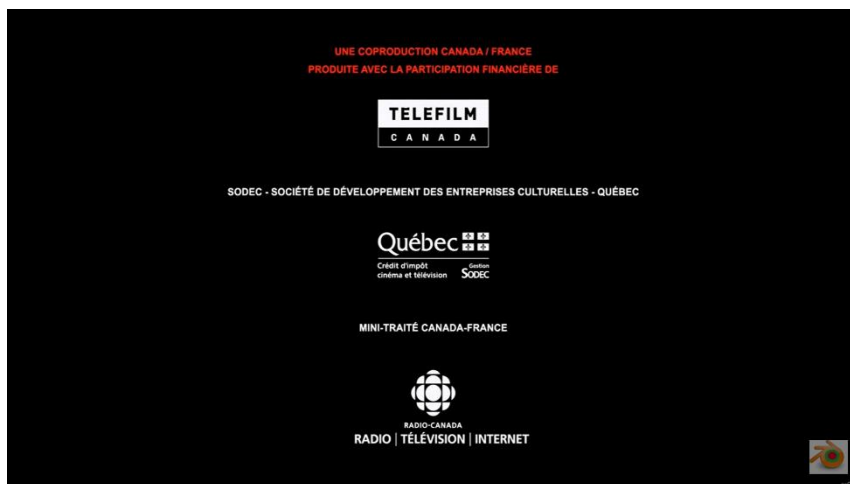 UNE COPRODUCTION CANADA / FRANCE
PRODUITE AVEC LA PARTICIPATION FINANCIÈRE DE
TELEFILM
CANADA
SODEC - SOCIÉTÉ DE DÉVELOPPEMENT DES ENTREPRISES CULTURELLES - QUÉBEC
Québec
Crédit d'impôt
cinéma et télévision
Gestion
SODEC
MINI-TRAITÉ CANADA-FRANCE
RADIO-CANADA
RADIO | TÉLÉVISION | INTERNET